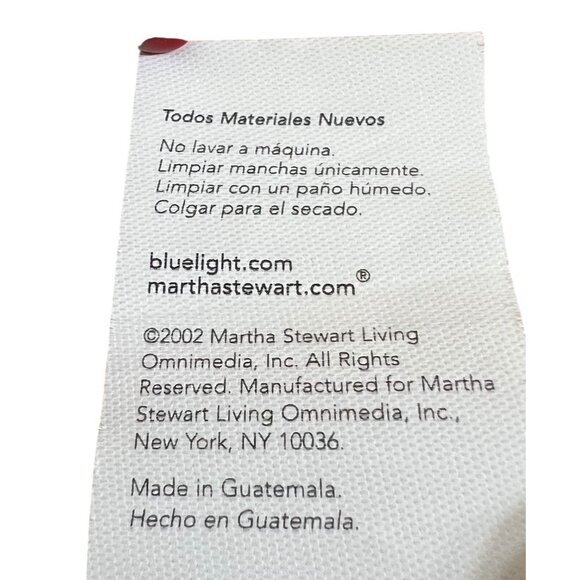 Todos Materiales Nuevos
No lavar a máquina.
Limpiar manchas únicamente.
Limpiar con un paño húmedo.
Colgar para el secado.
bluelight.com
marthastewart.com®
©2002 Martha Stewart Living
Omnimedia, Inc. All Rights
Reserved. Manufactured for Martha
Stewart Living Omnimedia, Inc.,
New York, NY 10036.
Made in Guatemala.
Hecho en Guatemala.